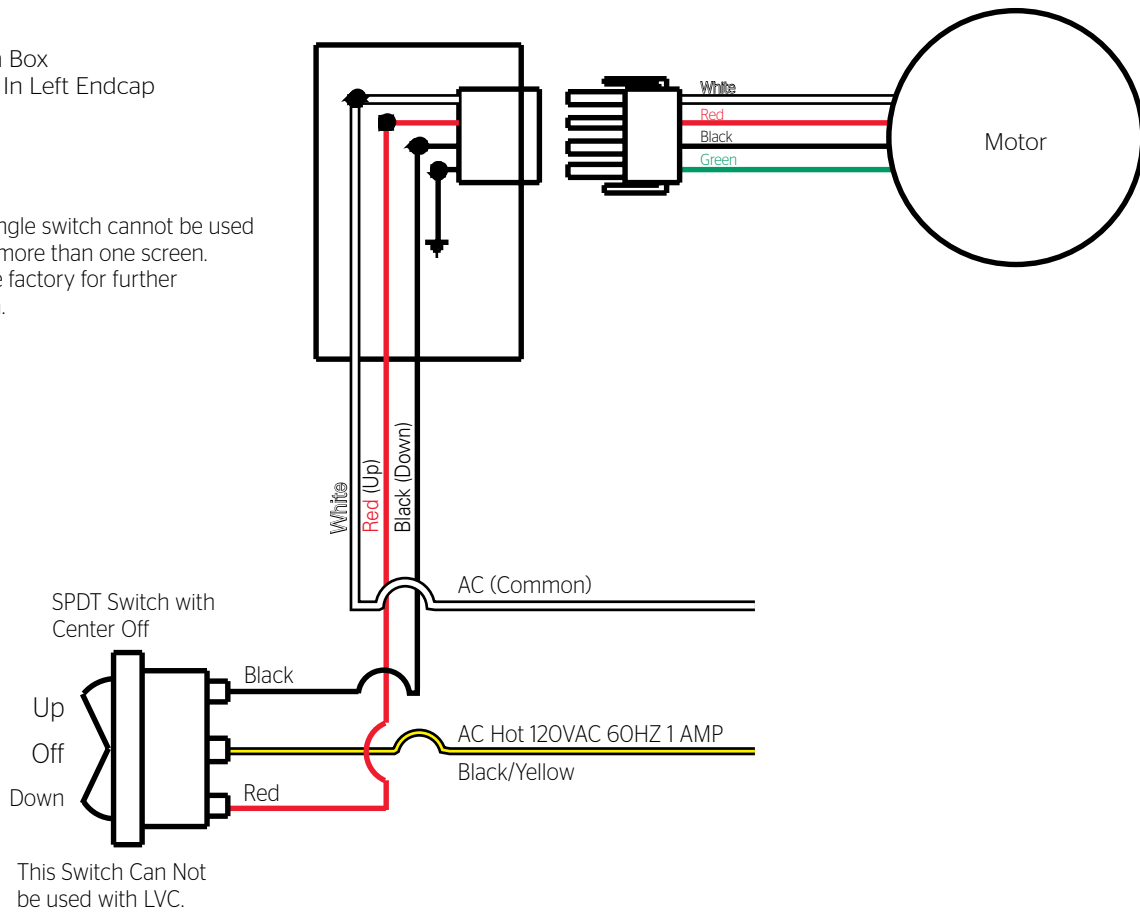 Box
In Left Endcap
switch cannot be used
more than one screen.
factory for further
White
Red
Black
Green
Motor
White
Red (Up)
Black (Down)
AC (Common)
SPDT Switch with
Center Off
Black
Up
Off
Down
AC Hot 120VAC 60HZ 1 AMP
Black/Yellow
Red
This Switch Can Not
be used with LVC.